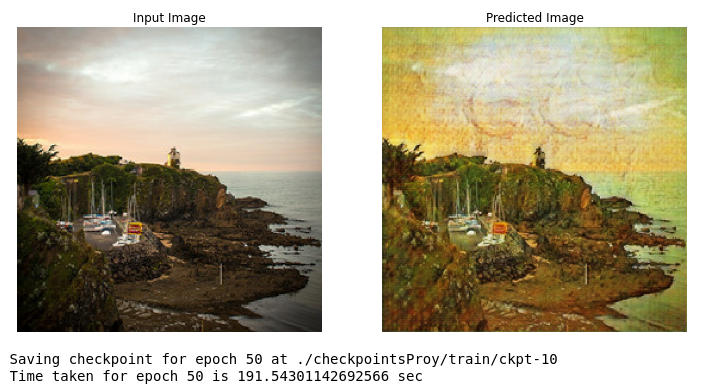 Input Image
Predicted Image
Saving checkpoint for epoch 50 at ./checkpointsProy/train/ckpt-10
Time taken for epoch 50 is 191.54301142692566 sec